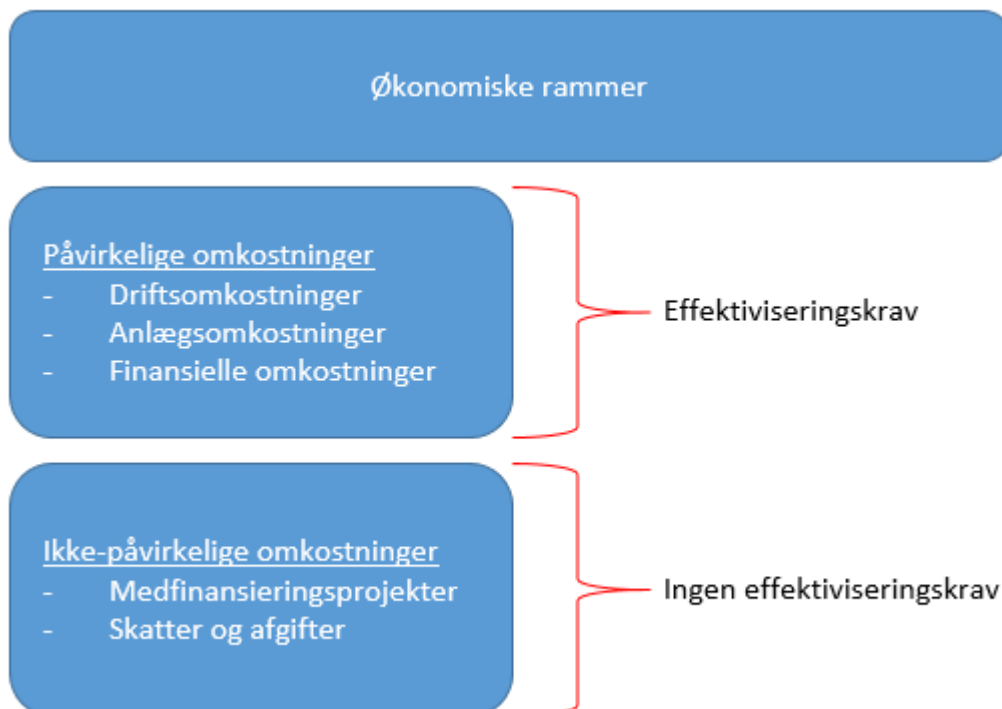 Økonomiske rammer
Påvirkelige omkostninger
- Driftsomkostninger
- Anlægsomkostninger
- Finansielle omkostninger
Effektiviseringskrav
Ikke-påvirkelige omkostninger
- Medfinansieringsprojekter
- Skatter og afgifter
Ingen effektiviseringskrav